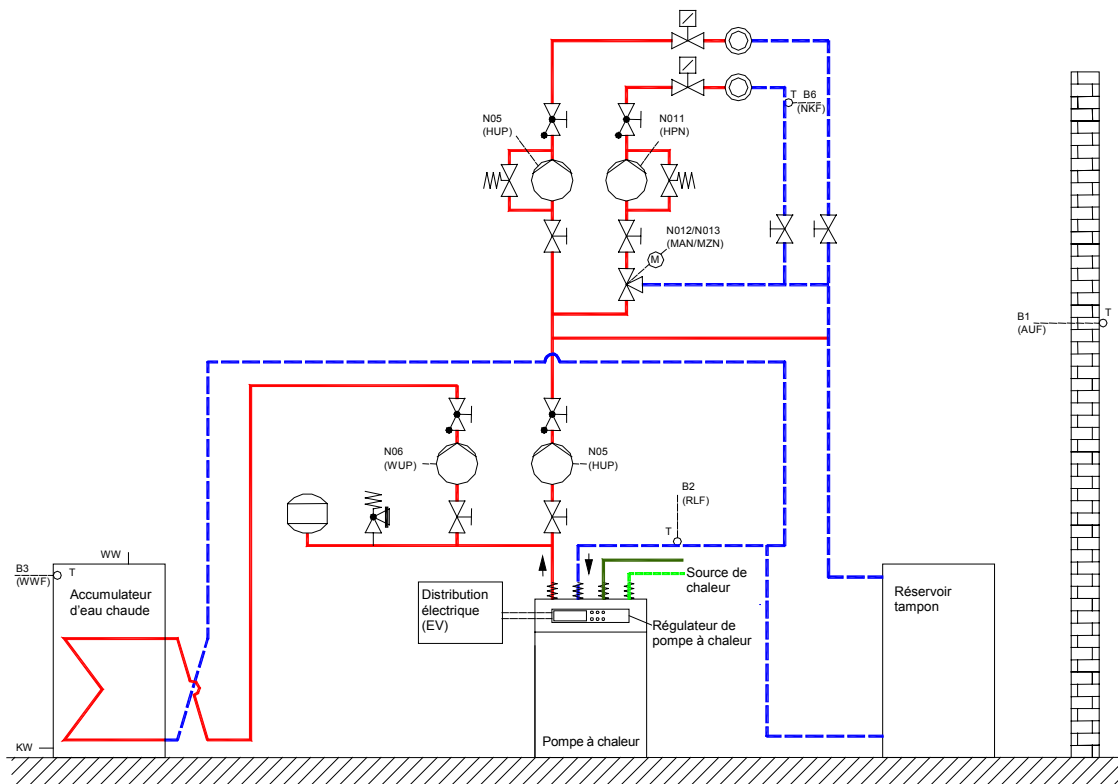 T B6
(NKF)
N05
(HUP)
N011
(HPN)
N012/N013
(MAN/MZN)
M
B1
(AUF)
T
N06
(WUP)
N05
(HUP)
B2
(RLF)
T
WW
B3
(WWF)
T
Accumulateur
d'eau chaude
KW
Distribution
électrique
(EV)
Source de
chaleur
Régulateur de
pompe à chaleur
Pompe à chaleur
Réservoir
tampon